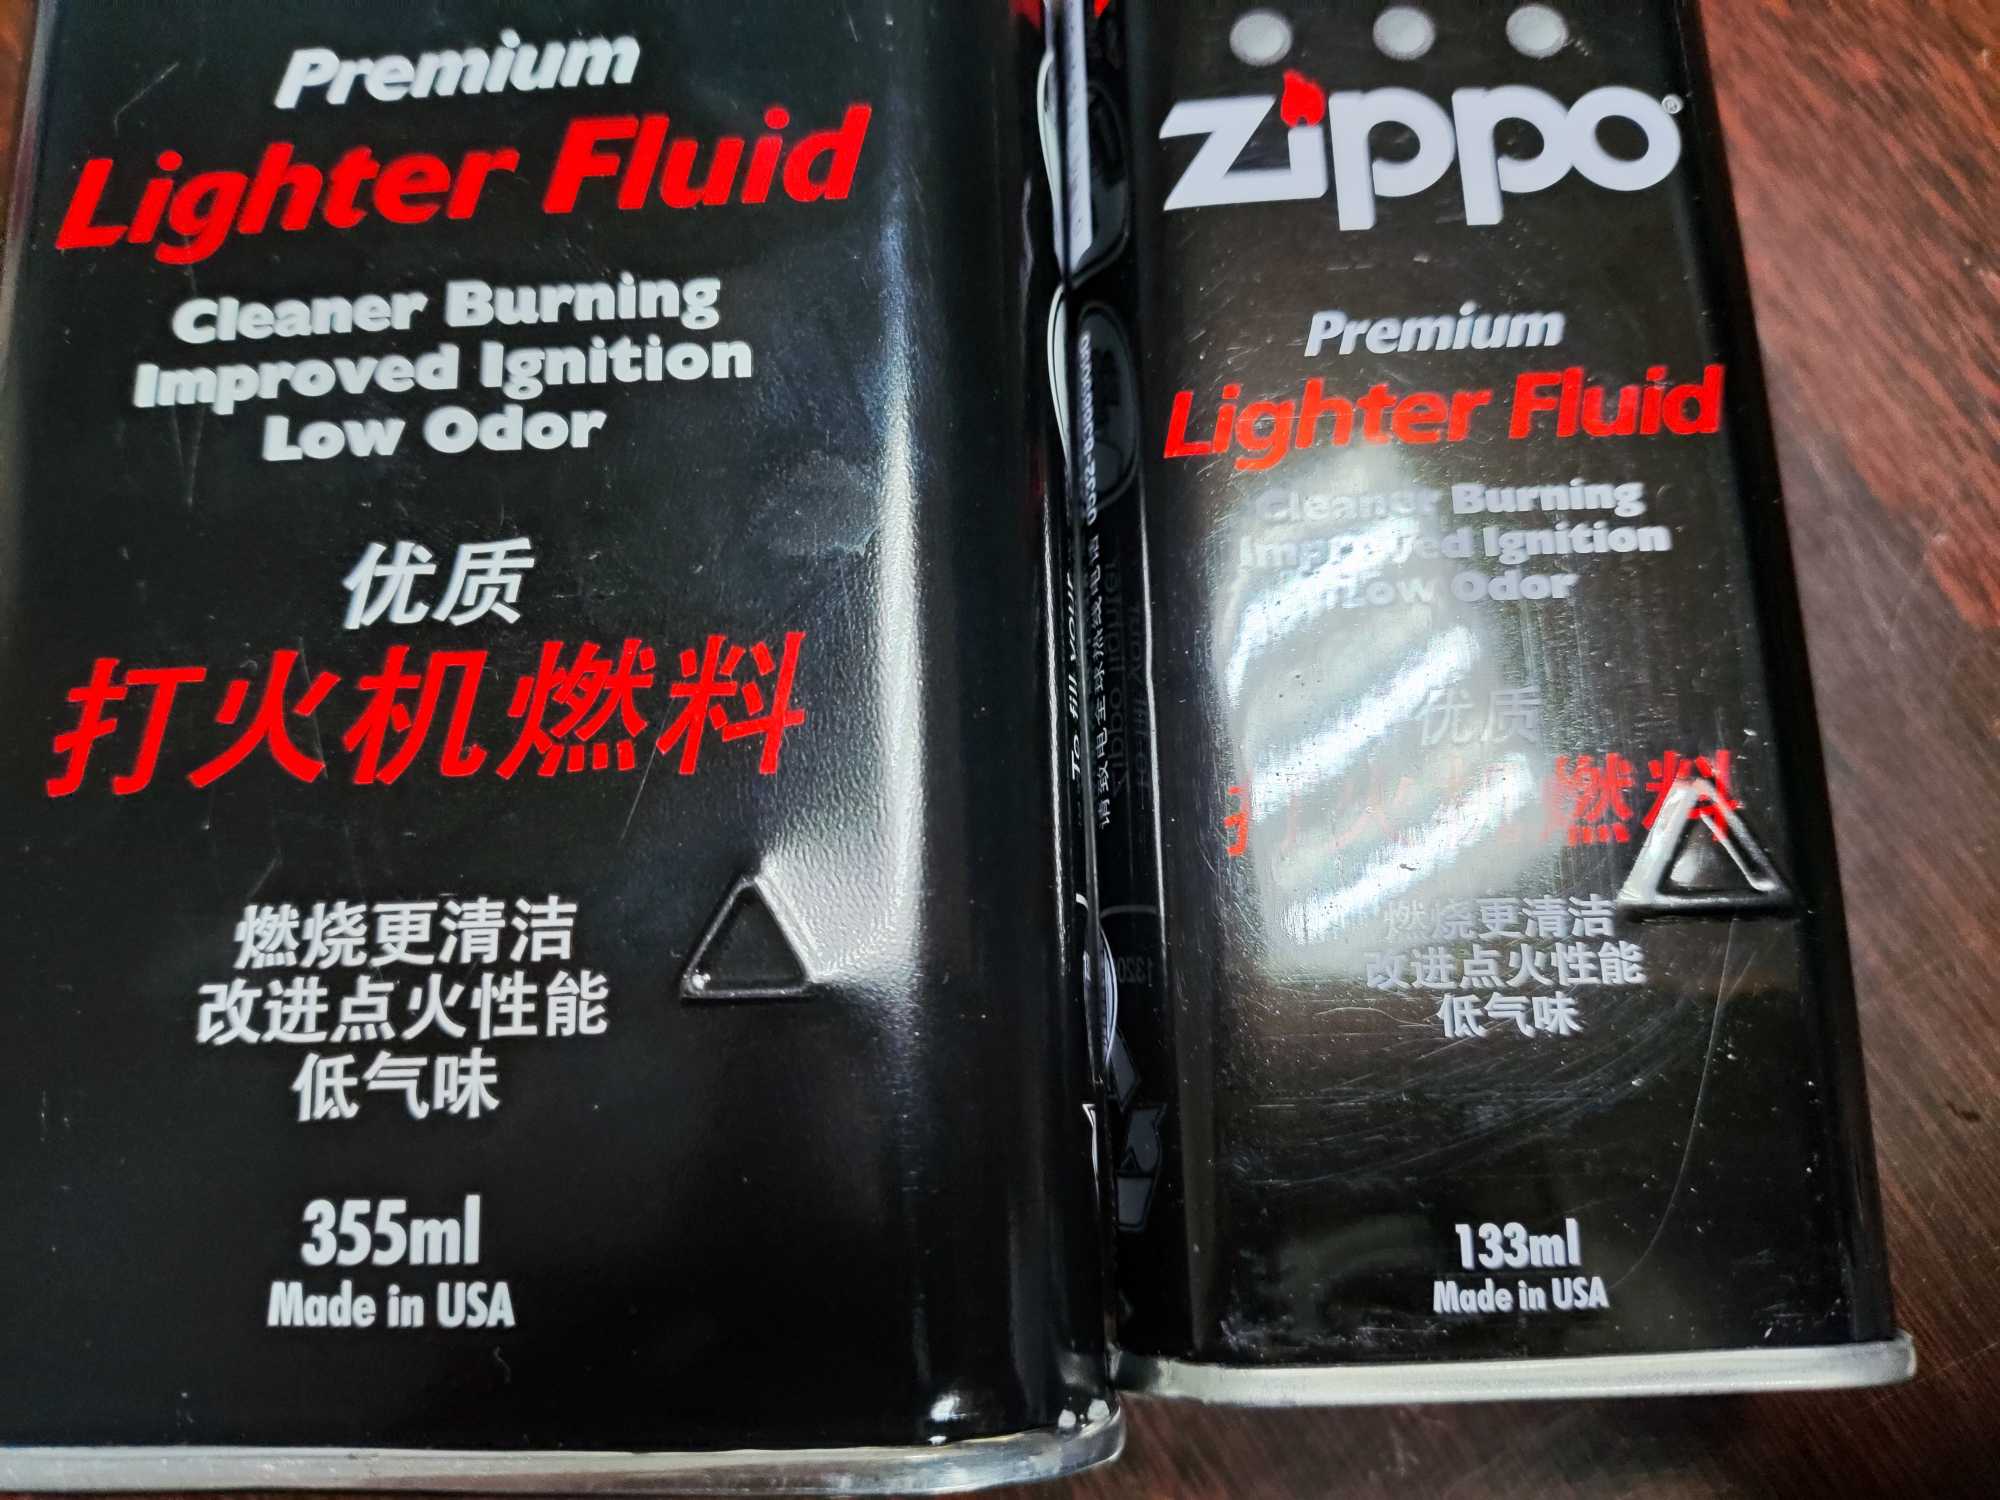 Premium
Lighter Fluid
Cleaner Burning
Improved Ignition
Low Odor
优质
打火机燃料
燃烧更清洁
改进点火性能
低气味
355ml
Made in USA
zippo®
Premium
Lighter Fluid
Cleaner Burning
Improved Ignition
Low Odor
优质
打火机燃料
燃烧更清洁
改进点火性能
低气味
133ml
Made in USA